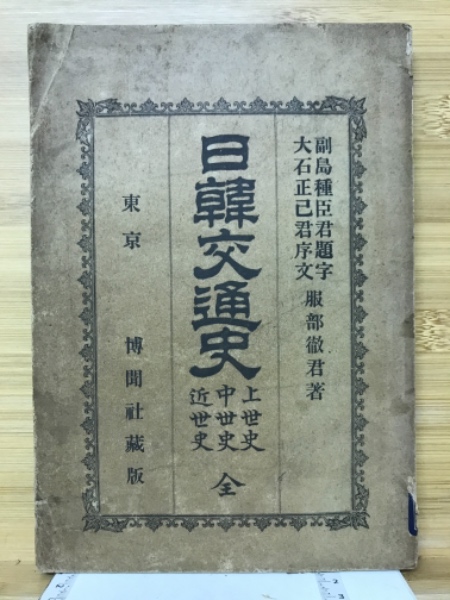 副島種臣君題字
大石正己君序文
服部徹君著
日韓交通史
上世史
中世史
近世史
全
東京 博聞社蔵版